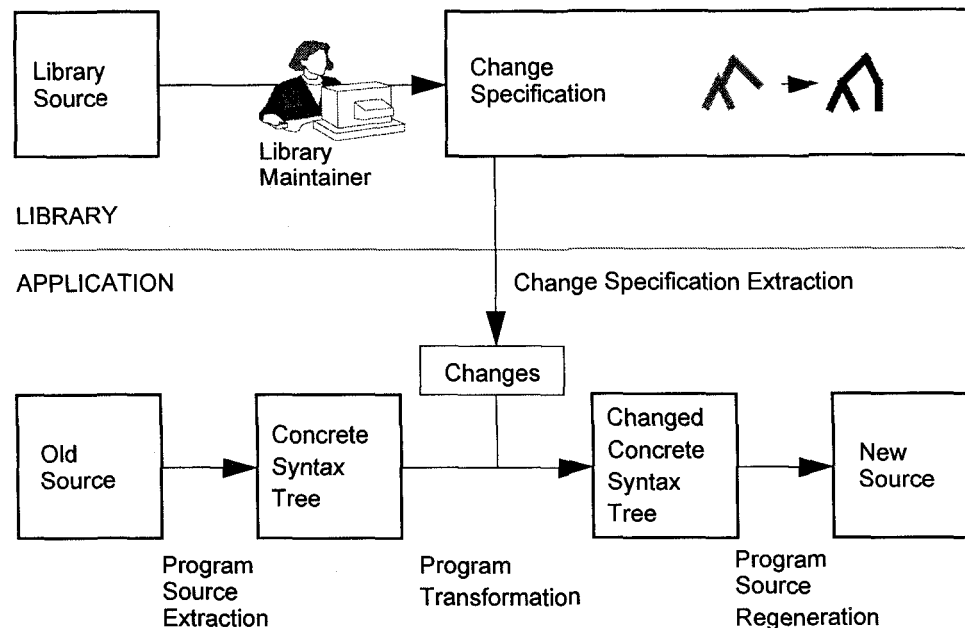 Library
Source
Library
Maintainer
Change
Specification
LIBRARY
APPLICATION
Change Specification Extraction
Changes
Old
Source
Concrete
Syntax
Tree
Changed
Concrete
Syntax
Tree
New
Source
Program
Source
Extraction
Program
Transformation
Program
Source
Regeneration